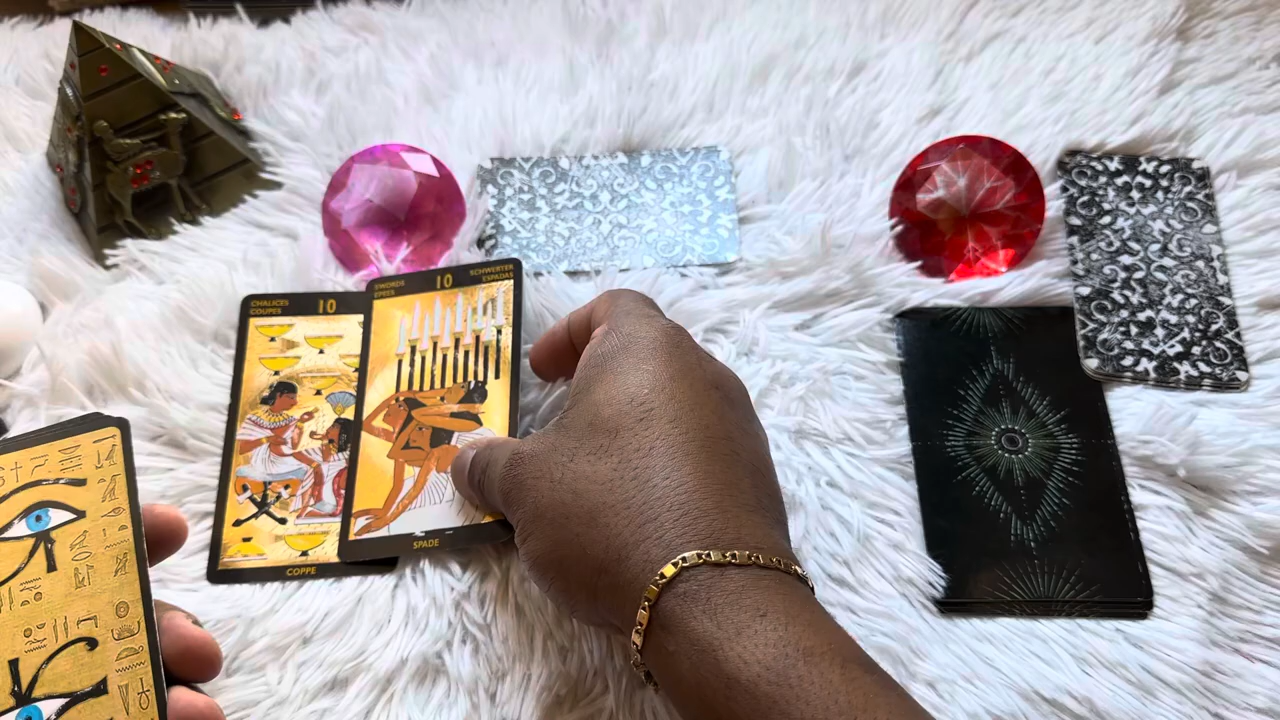 CHALICES
COUPES
10
COPPE
SWORDS
EPEES
10
SCHWERTER
ESPADAS
SPADE